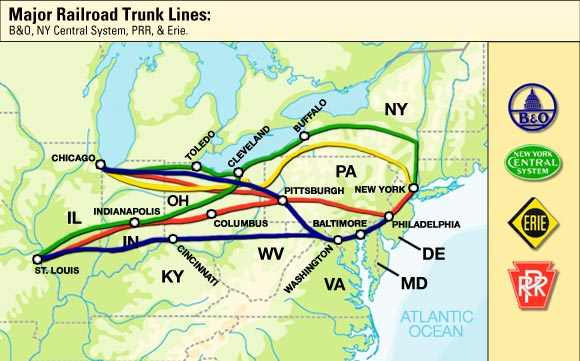 Major Railroad Trunk Lines:
B&O, NY Central System, PRR, & Erie.
NY
BUFFALO
CLEVELAND
TOLEDO
CHICAGO
PA
PITTSBURGH
NEW YORK
OH
IL
INDIANAPOLIS
COLUMBUS
BALTIMORE
PHILADELPHIA
IN
WV
DE
ST. LOUIS
CINCINNATI
WASHINGTON
KY
VA
MD
ATLANTIC
OCEAN
B&O
NEW YORK
CENTRAL
SYSTEM
ERIE
PRR